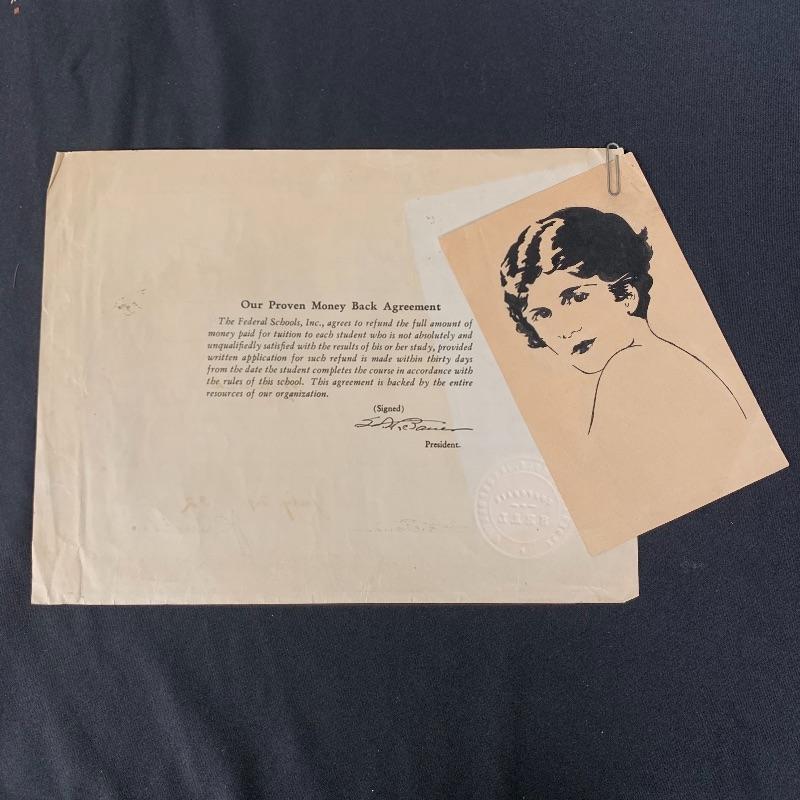 Our Proven Money Back Agreement
The Federal Schools, Inc., agrees to refund the full amount of
money paid for tuition to each student who is not absolutely and
unqualifiedly satisfied with the results of his or her study, provided
written application for such refund is made within thirty days
from the date the student completes the course in accordance with
the rules of this school. This agreement is backed by the entire
resources of our organization.
(Signed)
President.